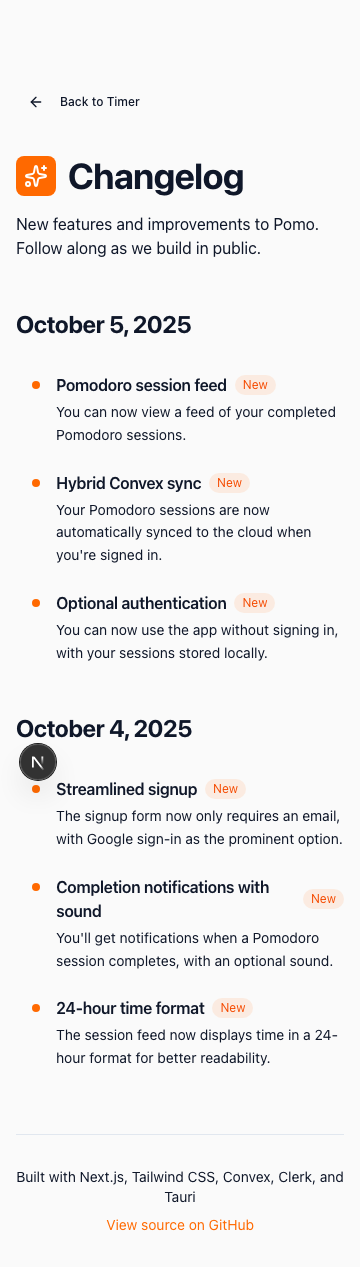 Back to Timer
Changelog
New features and improvements to Pomo.
Follow along as we build in public.
October 5, 2025
Pomodoro session feed New
You can now view a feed of your completed
Pomodoro sessions.
Hybrid Convex sync New
Your Pomodoro sessions are now
automatically synced to the cloud when
you're signed in.
Optional authentication New
You can now use the app without signing in,
with your sessions stored locally.
October 4, 2025
N
Streamlined signup New
The signup form now only requires an email,
with Google sign-in as the prominent option.
Completion notifications with
sound New
You'll get notifications when a Pomodoro
session completes, with an optional sound.
24-hour time format New
The session feed now displays time in a 24-
hour format for better readability.
Built with Next.js, Tailwind CSS, Convex, Clerk, and
Tauri
View source on GitHub